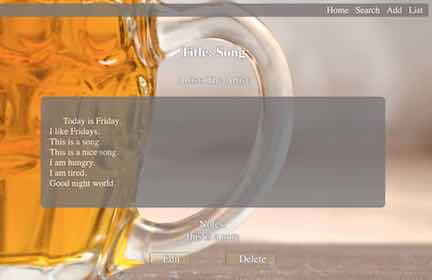 Home Search Add List
Title: Song
Artist: The Artist
Today is Friday.
I like Fridays.
This is a song.
This is a nice song.
I am hungry.
I am tired.
Good night world.
Notes:
this is a note
Edit Delete